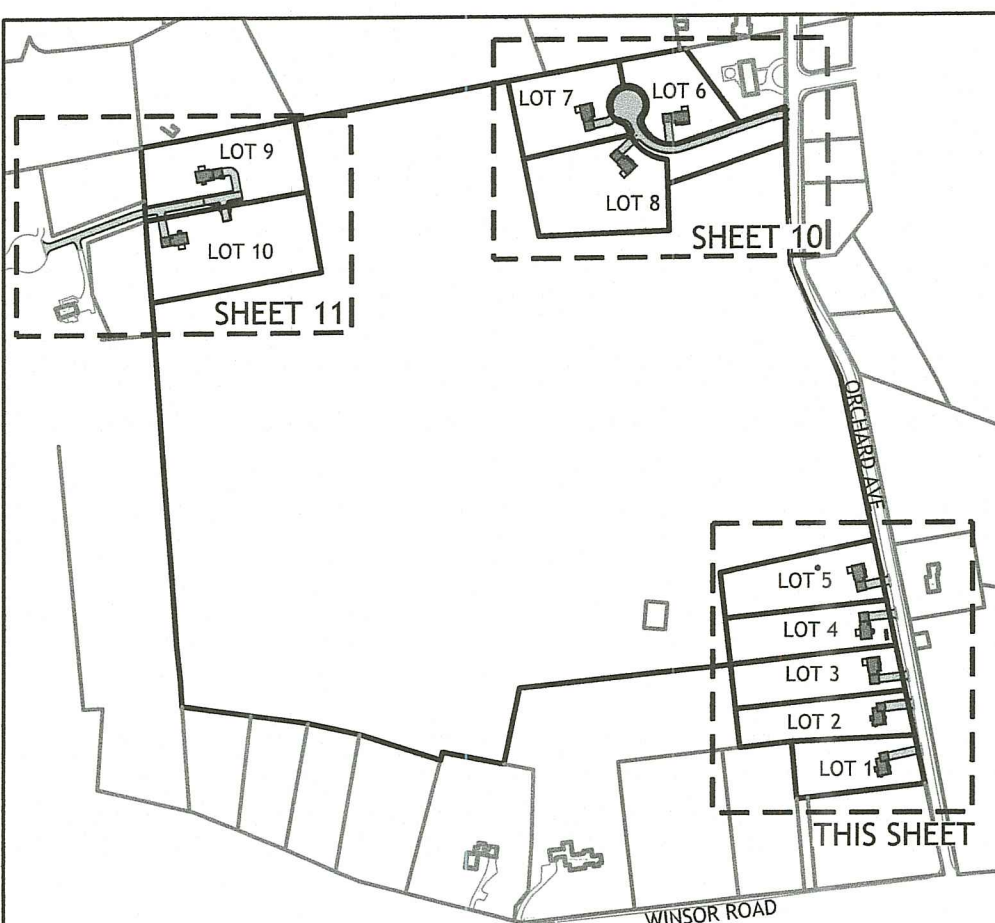 LOT 7
LOT 6
LOT 8
SHEET 10
LOT 9
LOT 10
SHEET 11
ORCHARD AVE
LOT 5
LOT 4
LOT 3
LOT 2
LOT 1
THIS SHEET
WINSOR ROAD